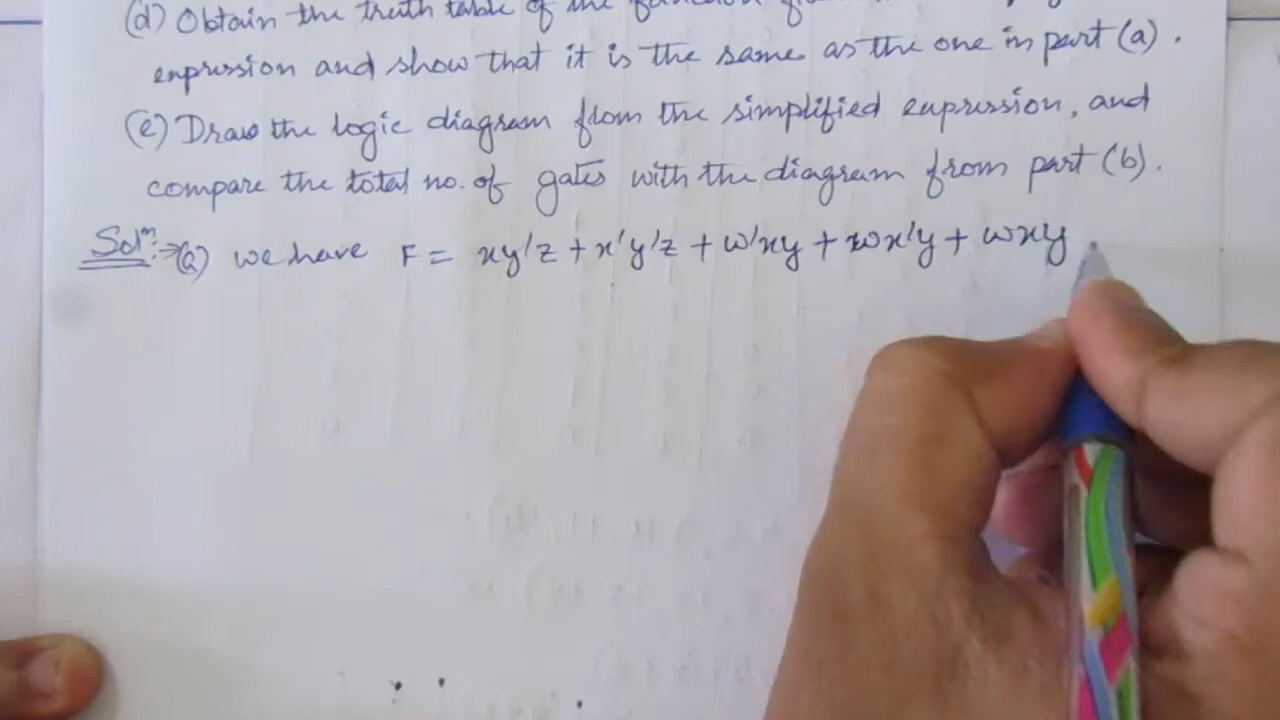 (d) Obtain the truth table of the function
expression and show that it is the same as the one in part (a).
(e) Draw the logic diagram from the simplified expression, and
compare the total no. of gates with the diagram from part (b).
Solⁿ:→(a) we have F = xy'z + x'y'z + w'xy + wx'y + wxy